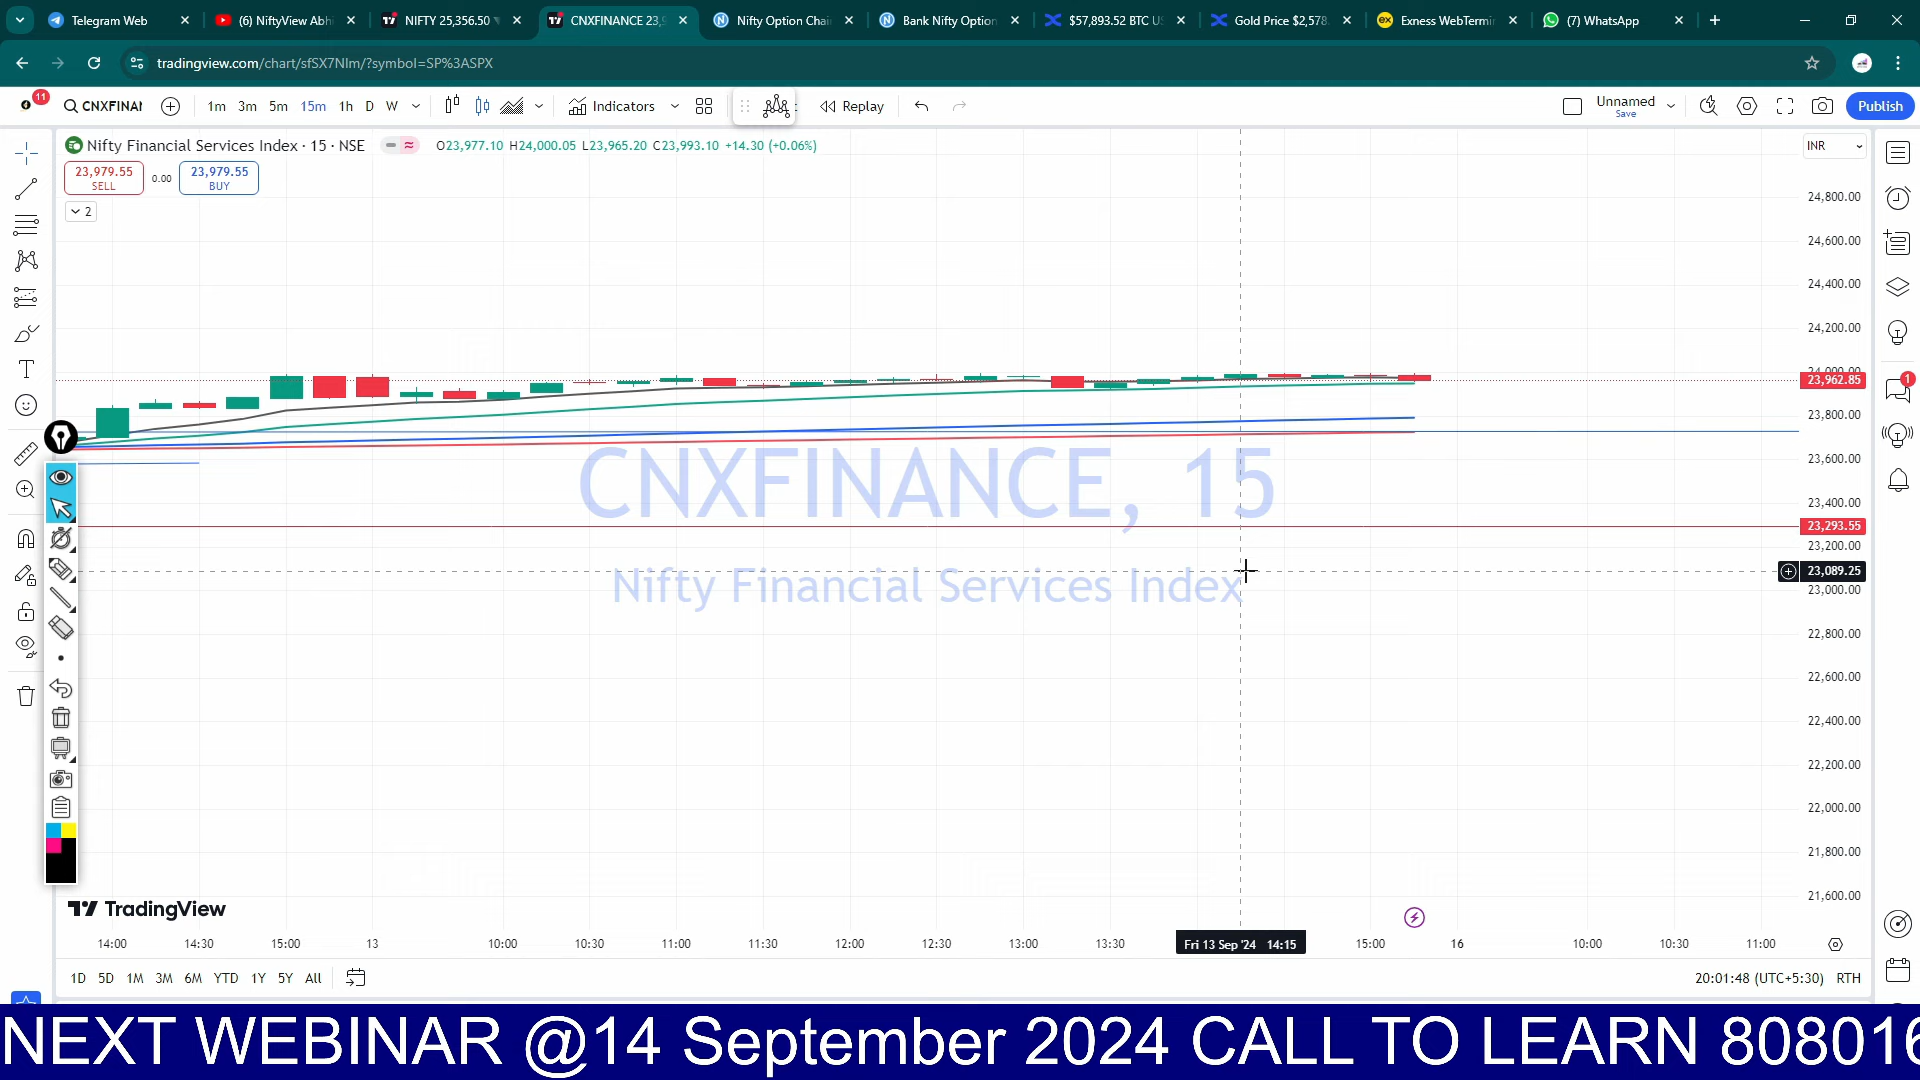 Telegram Web
(6) NiftyView Abhi
NIFTY 25,356.50
CNXFINANCE 23,9
Nifty Option Chai
Bank Nifty Option
$57,893.52 BTC U
Gold Price $2,578.
Exness WebTermi
(7) WhatsApp
tradingview.com/chart/sfSX7NIm/?symbol=SP%3ASPX
11
CNXFINAN
1m 3m 5m 15m 1h D W
Indicators
Replay
Unnamed
Save
Publish
Nifty Financial Services Index · 15 · NSE
O23,977.10 H24,000.05 L23,965.20 C23,993.10 +14.30 (+0.06%)
INR
23,979.55
SELL
0.00
23,979.55
BUY
2
24,800.00
24,600.00
24,400.00
24,200.00
24,000.00
23,962.85
23,800.00
23,600.00
23,400.00
23,293.55
23,200.00
23,089.25
23,000.00
22,800.00
22,600.00
22,400.00
22,200.00
22,000.00
21,800.00
21,600.00
1
CNXFINANCE, 15
Nifty Financial Services Index
TradingView
14:00 14:30 15:00 13 10:00 10:30 11:00 11:30 12:00 12:30 13:00 13:30 Fri 13 Sep '24 14:15 15:00 16 10:00 10:30 11:00
1D 5D 1M 3M 6M YTD 1Y 5Y All
20:01:48 (UTC+5:30) RTH
NEXT WEBINAR @14 September 2024 CALL TO LEARN 808016